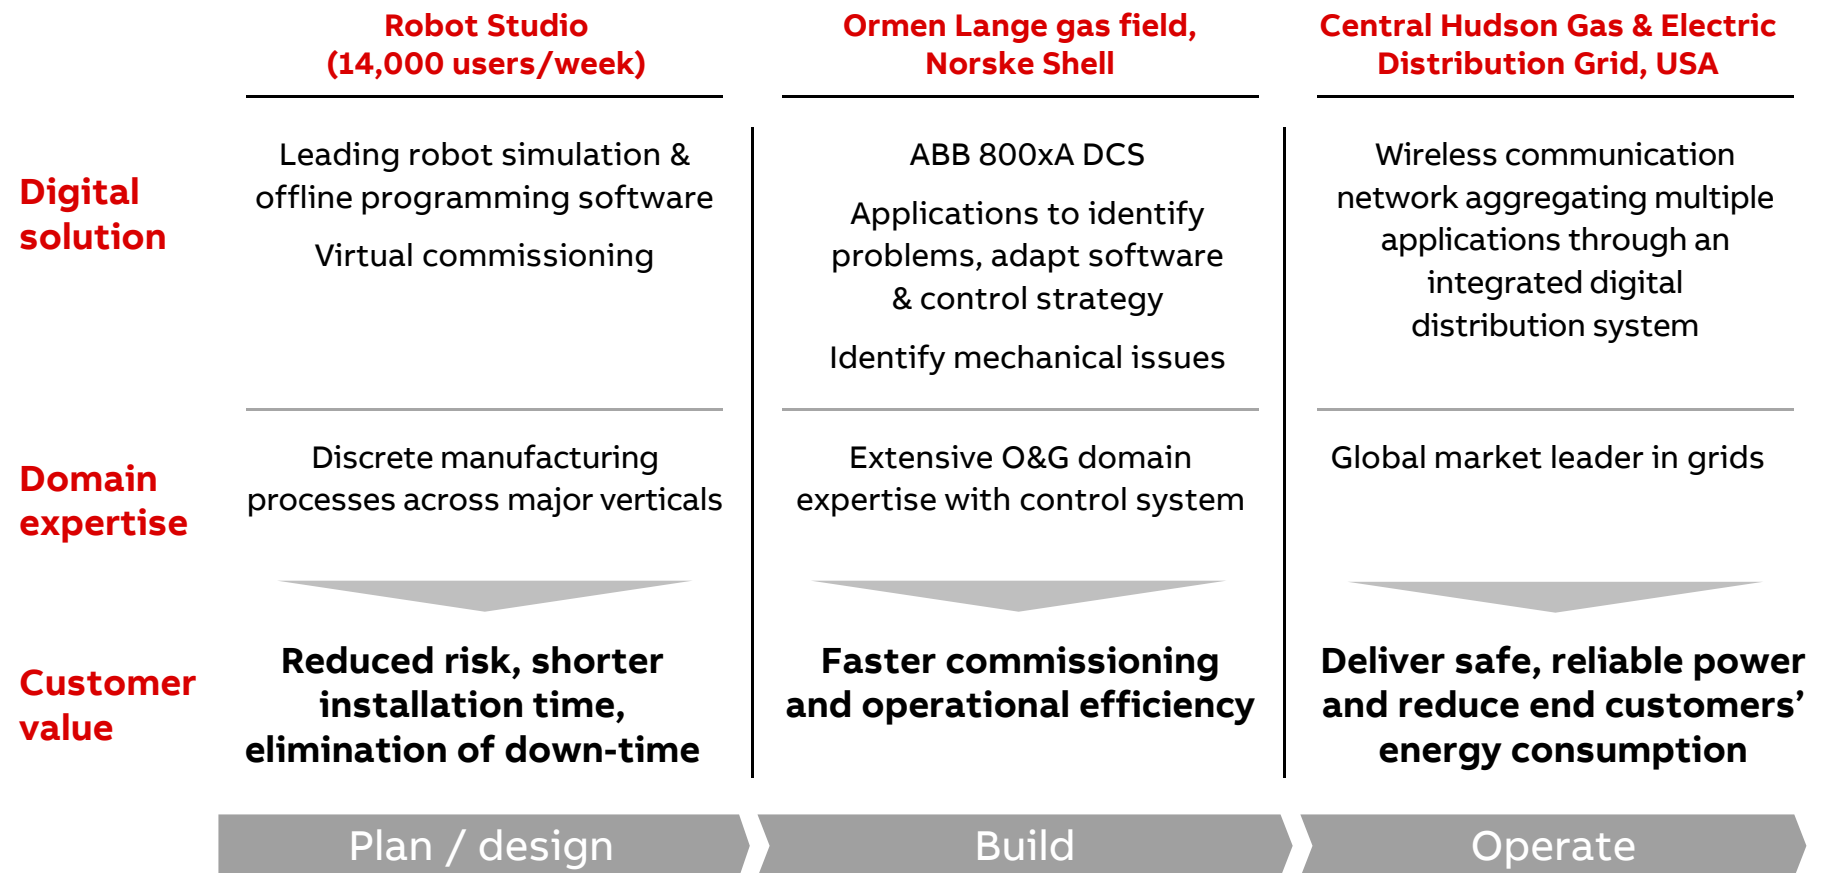 Robot Studio
(14,000 users/week)
Ormen Lange gas field,
Norske Shell
Central Hudson Gas & Electric
Distribution Grid, USA
Digital
solution
Leading robot simulation &
offline programming software
Virtual commissioning
ABB 800xA DCS
Applications to identify
problems, adapt software
& control strategy
Identify mechanical issues
Wireless communication
network aggregating multiple
applications through an
integrated digital
distribution system
Domain
expertise
Discrete manufacturing
processes across major verticals
Extensive O&G domain
expertise with control system
Global market leader in grids
Customer
value
Reduced risk, shorter
installation time,
elimination of down-time
Faster commissioning
and operational efficiency
Deliver safe, reliable power
and reduce end customers’
energy consumption
Plan / design
Build
Operate